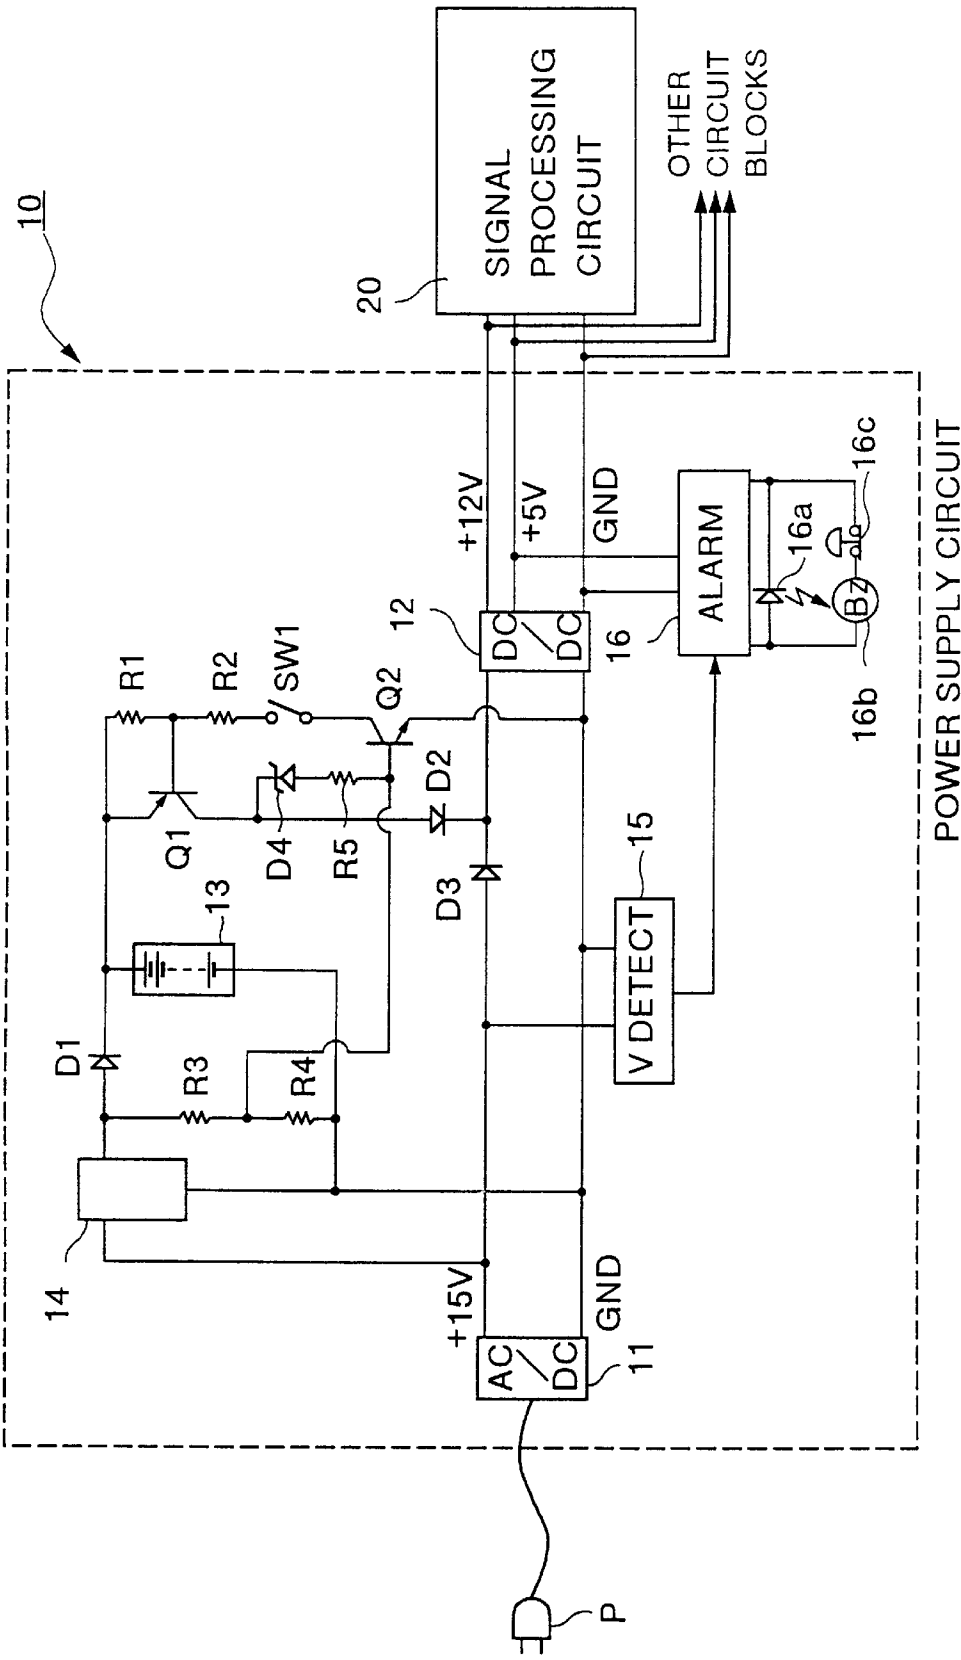 10
20
SIGNAL
PROCESSING
CIRCUIT
OTHER
CIRCUIT
BLOCKS
R1
R2
SW1
Q2
Q1
D4
R5
D2
D3
13
D1
R3
R4
14
12
DC
DC
+12V
+5V
GND
16
ALARM
16a
16b
16c
Bz
15
V DETECT
+15V
GND
AC
DC
11
P
POWER SUPPLY CIRCUIT